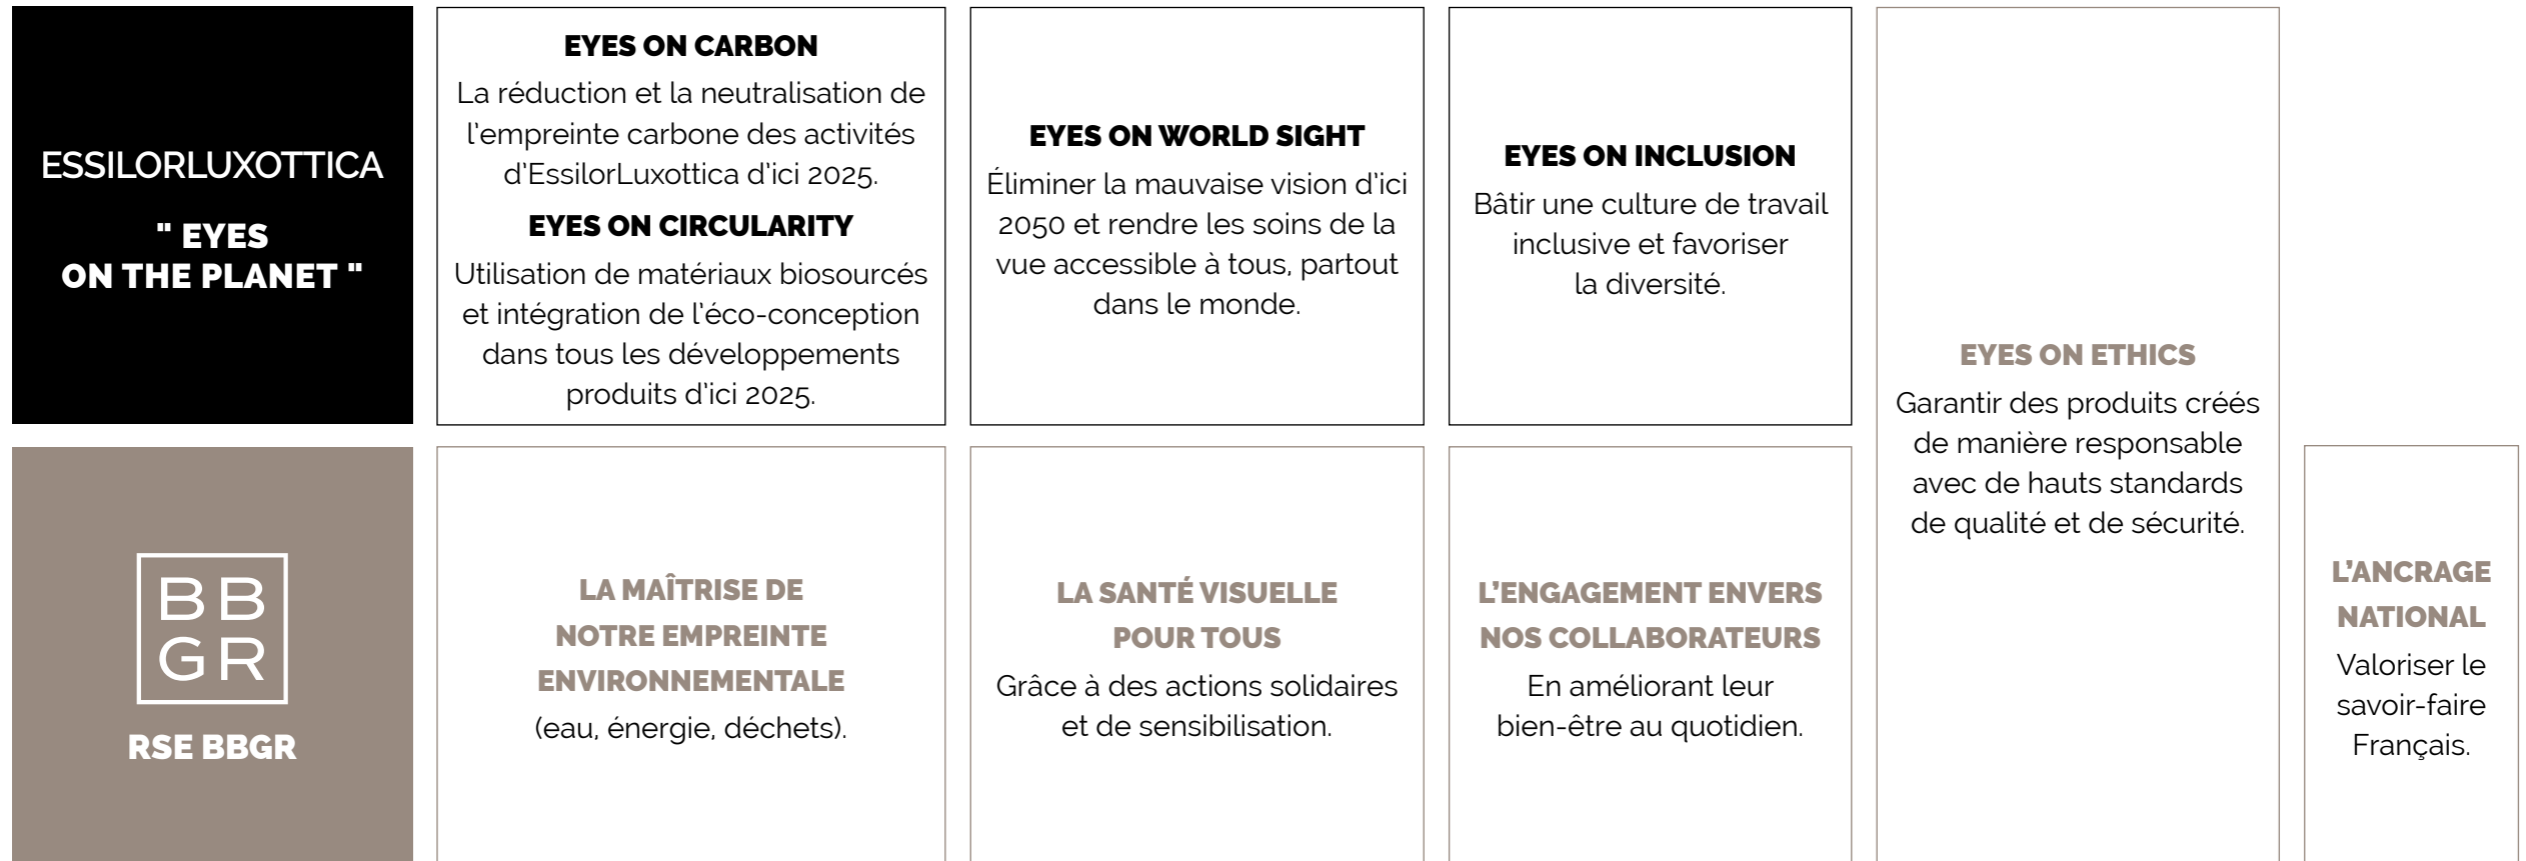 ESSILORLUXOTTICA
" EYES
ON THE PLANET "
EYES ON CARBON
La réduction et la neutralisation de
l'empreinte carbone des activités
d'EssilorLuxottica d'ici 2025.
EYES ON CIRCULARITY
Utilisation de matériaux biosourcés
et intégration de l'éco-conception
dans tous les développements
produits d'ici 2025.
EYES ON WORLD SIGHT
Éliminer la mauvaise vision d'ici
2050 et rendre les soins de la
vue accessible à tous, partout
dans le monde.
EYES ON INCLUSION
Bâtir une culture de travail
inclusive et favoriser
la diversité.
EYES ON ETHICS
Garantir des produits créés
de manière responsable
avec de hauts standards
de qualité et de sécurité.
BB
GR
RSE BBGR
LA MAÎTRISE DE
NOTRE EMPREINTE
ENVIRONNEMENTALE
(eau, énergie, déchets).
LA SANTÉ VISUELLE
POUR TOUS
Grâce à des actions solidaires
et de sensibilisation.
L'ENGAGEMENT ENVERS
NOS COLLABORATEURS
En améliorant leur
bien-être au quotidien.
L'ANCRAGE
NATIONAL
Valoriser le
savoir-faire
Français.